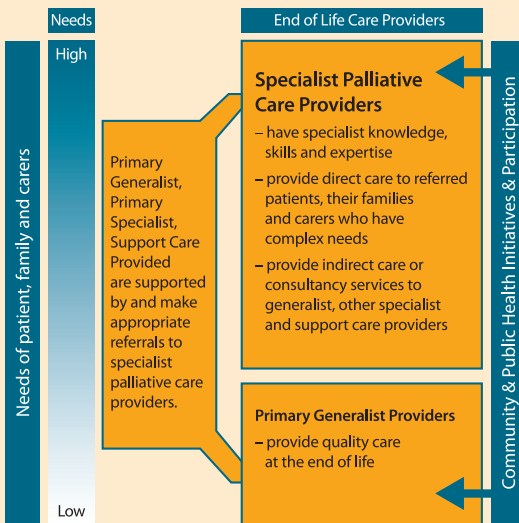 Needs
End of Life Care Providers
Needs of patient, family and carers
High
Low
Primary
Generalist,
Primary
Specialist,
Support Care
Provided
are supported
by and make
appropriate
referrals to
specialist
palliative care
providers.
Specialist Palliative
Care Providers
– have specialist knowledge,
skills and expertise
– provide direct care to referred
patients, their families
and carers who have
complex needs
– provide indirect care or
consultancy services to
generalist, other specialist
and support care providers
Primary Generalist Providers
– provide quality care
at the end of life
Community & Public Health Initiatives & Participation